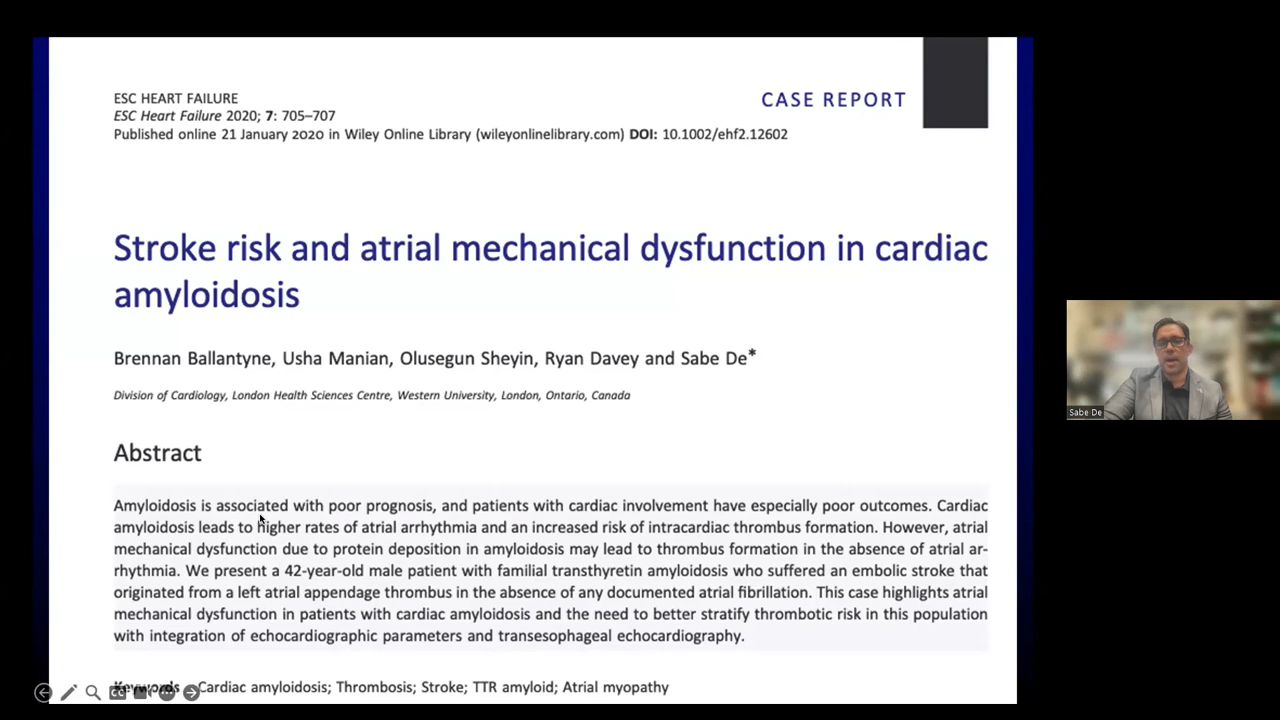 ESC HEART FAILURE
ESC Heart Failure 2020; 7: 705–707
Published online 21 January 2020 in Wiley Online Library (wileyonlinelibrary.com) DOI: 10.1002/ehf2.12602
CASE REPORT
Stroke risk and atrial mechanical dysfunction in cardiac
amyloidosis
Brennan Ballantyne, Usha Manian, Olusegun Sheyin, Ryan Davey and Sabe De*
Division of Cardiology, London Health Sciences Centre, Western University, London, Ontario, Canada
Abstract
Amyloidosis is associated with poor prognosis, and patients with cardiac involvement have especially poor outcomes. Cardiac
amyloidosis leads to higher rates of atrial arrhythmia and an increased risk of intracardiac thrombus formation. However, atrial
mechanical dysfunction due to protein deposition in amyloidosis may lead to thrombus formation in the absence of atrial ar-
rhythmia. We present a 42-year-old male patient with familial transthyretin amyloidosis who suffered an embolic stroke that
originated from a left atrial appendage thrombus in the absence of any documented atrial fibrillation. This case highlights atrial
mechanical dysfunction in patients with cardiac amyloidosis and the need to better stratify thrombotic risk in this population
with integration of echocardiographic parameters and transesophageal echocardiography.
Keywords Cardiac amyloidosis; Thrombosis; Stroke; TTR amyloid; Atrial myopathy
CC
Sabe De